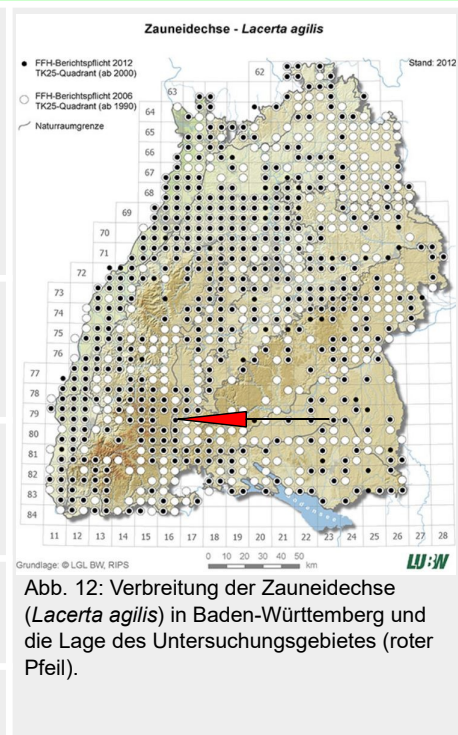 Zauneidechse - Lacerta agilis
FFH-Berichtspflicht 2012
TK25-Quadrant (ab 2000)
FFH-Berichtspflicht 2006
TK25-Quadrant (ab 1990)
Naturraumgrenze
Stand: 2012
62
63
64
65
66
67
68
69
70
71
72
73
74
75
76
77
78
79
80
81
82
83
84
11 12 13 14 15 16 17 18 19 20 21 22 23 24 25 26 27 28
0 10 20 30 40 50
km
Grundlage: © LGL BW, RIPS
LUBW
Abb. 12: Verbreitung der Zauneidechse
(Lacerta agilis) in Baden-Württemberg und
die Lage des Untersuchungsgebietes (roter
Pfeil).